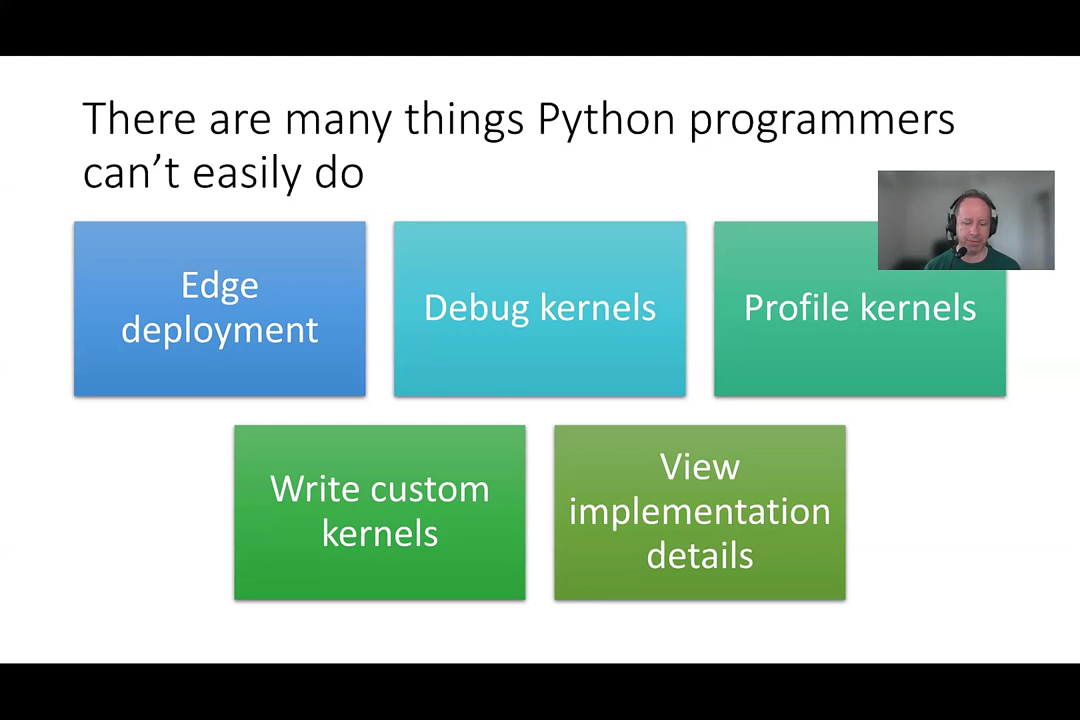 There are many things Python programmers
can’t easily do
Edge
deployment
Debug kernels
Profile kernels
Write custom
kernels
View
implementation
details